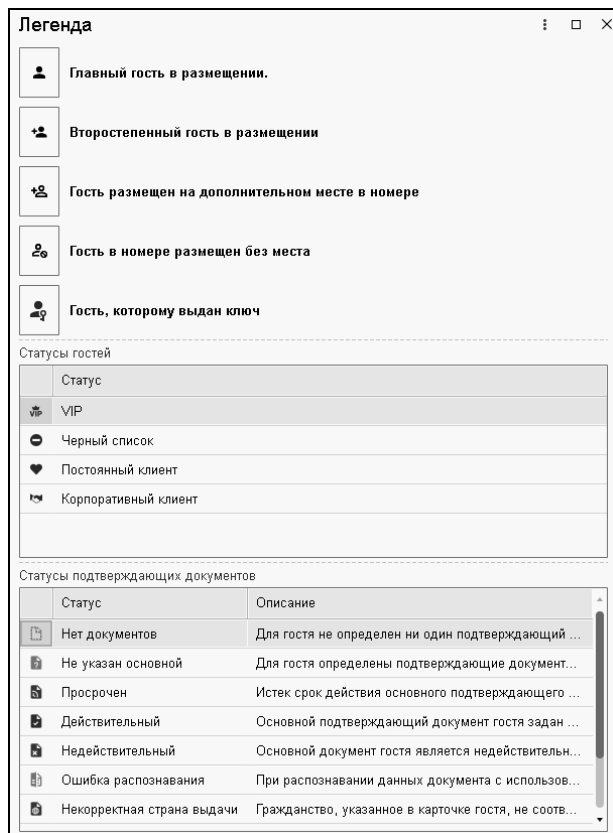 Легенда
Главный гость в размещении.
Второстепенный гость в размещении
Гость размещен на дополнительном месте в номере
Гость в номере размещен без места
Гость, которому выдан ключ
Статусы гостей
Статус
VIP VIP
Черный список
Постоянный клиент
Корпоративный клиент
Статусы подтверждающих документов
Статус Описание
Нет документов Для гостя не определен ни один подтверждающий ...
Не указан основной Для гостя определены подтверждающие документ...
Просрочен Истек срок действия основного подтверждающего ...
Действительный Основной подтверждающий документ гостя задан ...
Недействительный Основной документ гостя является недействительн...
Ошибка распознавания При распознавании данных документа с использов...
Некорректная страна выдачи Гражданство, указанное в карточке гостя, не соотв...